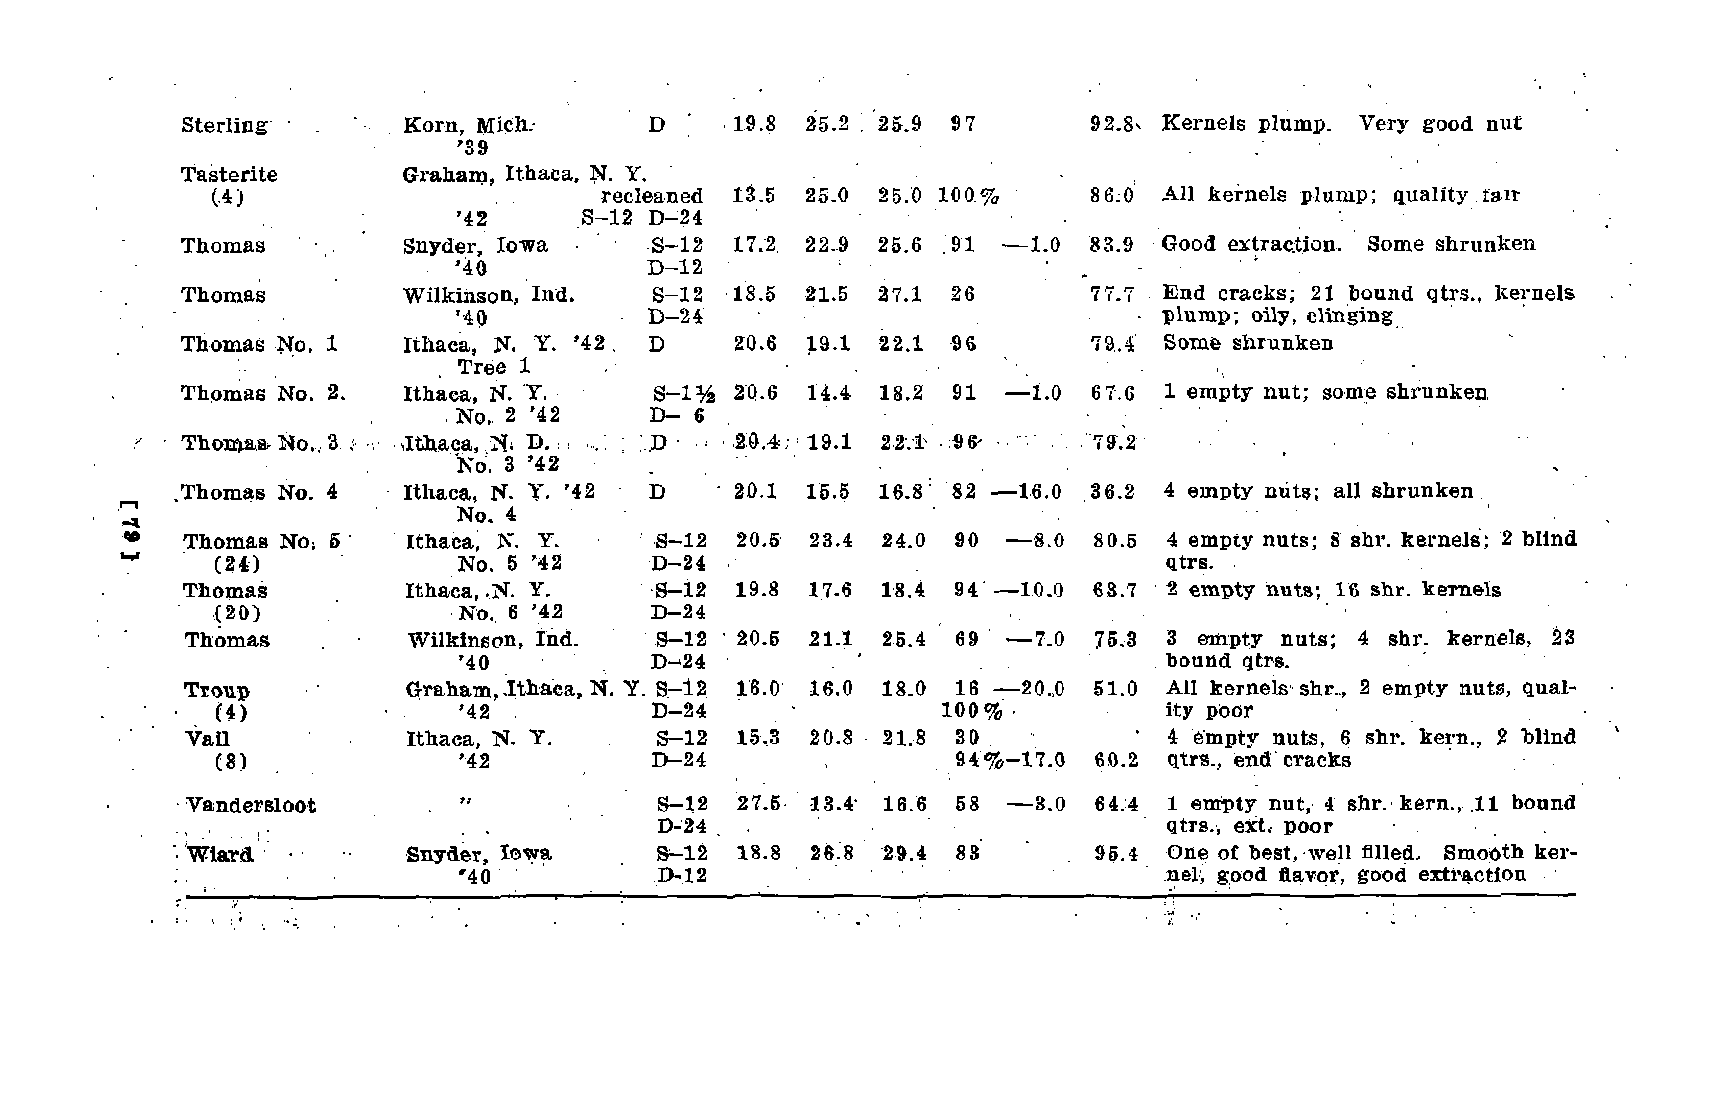 Sterling Korn, Mich. D 19.8 25.2 25.9 97 92.8 Kernels plump. Very good nut
'39
Tasterite Graham, Ithaca, N. Y.
(4) recleaned 13.5 25.0 25.0 100% 86.0 All kernels plump; quality fair
'42 S–12 D–24
Thomas Snyder, Iowa S–12 17.2 22.9 25.6 91 —1.0 83.9 Good extraction. Some shrunken
'40 D–12
Thomas Wilkinson, Ind. S–12 18.5 21.5 27.1 26 77.7 End cracks; 21 bound qtrs., kernels
'40 D–24 plump; oily, clinging
Thomas No. 1 Ithaca, N. Y. '42 D 20.6 19.1 22.1 96 79.4 Some shrunken
Tree 1
Thomas No. 2. Ithaca, N. Y. S–1½ 20.6 14.4 18.2 91 —1.0 67.6 1 empty nut; some shrunken
No. 2 '42 D– 6
Thomas No. 3 Ithaca, N. D. D 20.4 19.1 22.1 96 79.2
No. 3 '42
Thomas No. 4 Ithaca, N. Y. '42 D 20.1 15.5 16.8 82 —16.0 36.2 4 empty nuts; all shrunken
No. 4
[ 79 ]
Thomas No. 5 Ithaca, N. Y. S–12 20.5 23.4 24.0 90 —8.0 80.5 4 empty nuts; 8 shr. kernels; 2 blind
(24) No. 5 '42 D–24 qtrs.
Thomas Ithaca, N. Y. S–12 19.8 17.6 18.4 94 —10.0 68.7 2 empty nuts; 16 shr. kernels
(20) No. 6 '42 D–24
Thomas Wilkinson, Ind. S–12 20.5 21.1 25.4 69 —7.0 75.3 3 empty nuts; 4 shr. kernels, 23
'40 D–24 bound qtrs.
Troup Graham, Ithaca, N. Y. S–12 16.0 16.0 18.0 16 —20.0 51.0 All kernels shr., 2 empty nuts, qual-
(4) '42 D–24 100% ity poor
Vail Ithaca, N. Y. S–12 15.3 20.8 21.8 30 4 empty nuts, 6 shr. kern., 2 blind
(8) '42 D–24 94% –17.0 60.2 qtrs., end cracks
Vandersloot " S–12 27.5 13.4 16.6 58 —3.0 64.4 1 empty nut, 4 shr. kern., 11 bound
D-24 qtrs., ext. poor
Wiard Snyder, Iowa S–12 18.8 26.8 29.4 83 95.4 One of best, well filled. Smooth ker-
'40 D-12 nel, good flavor, good extraction